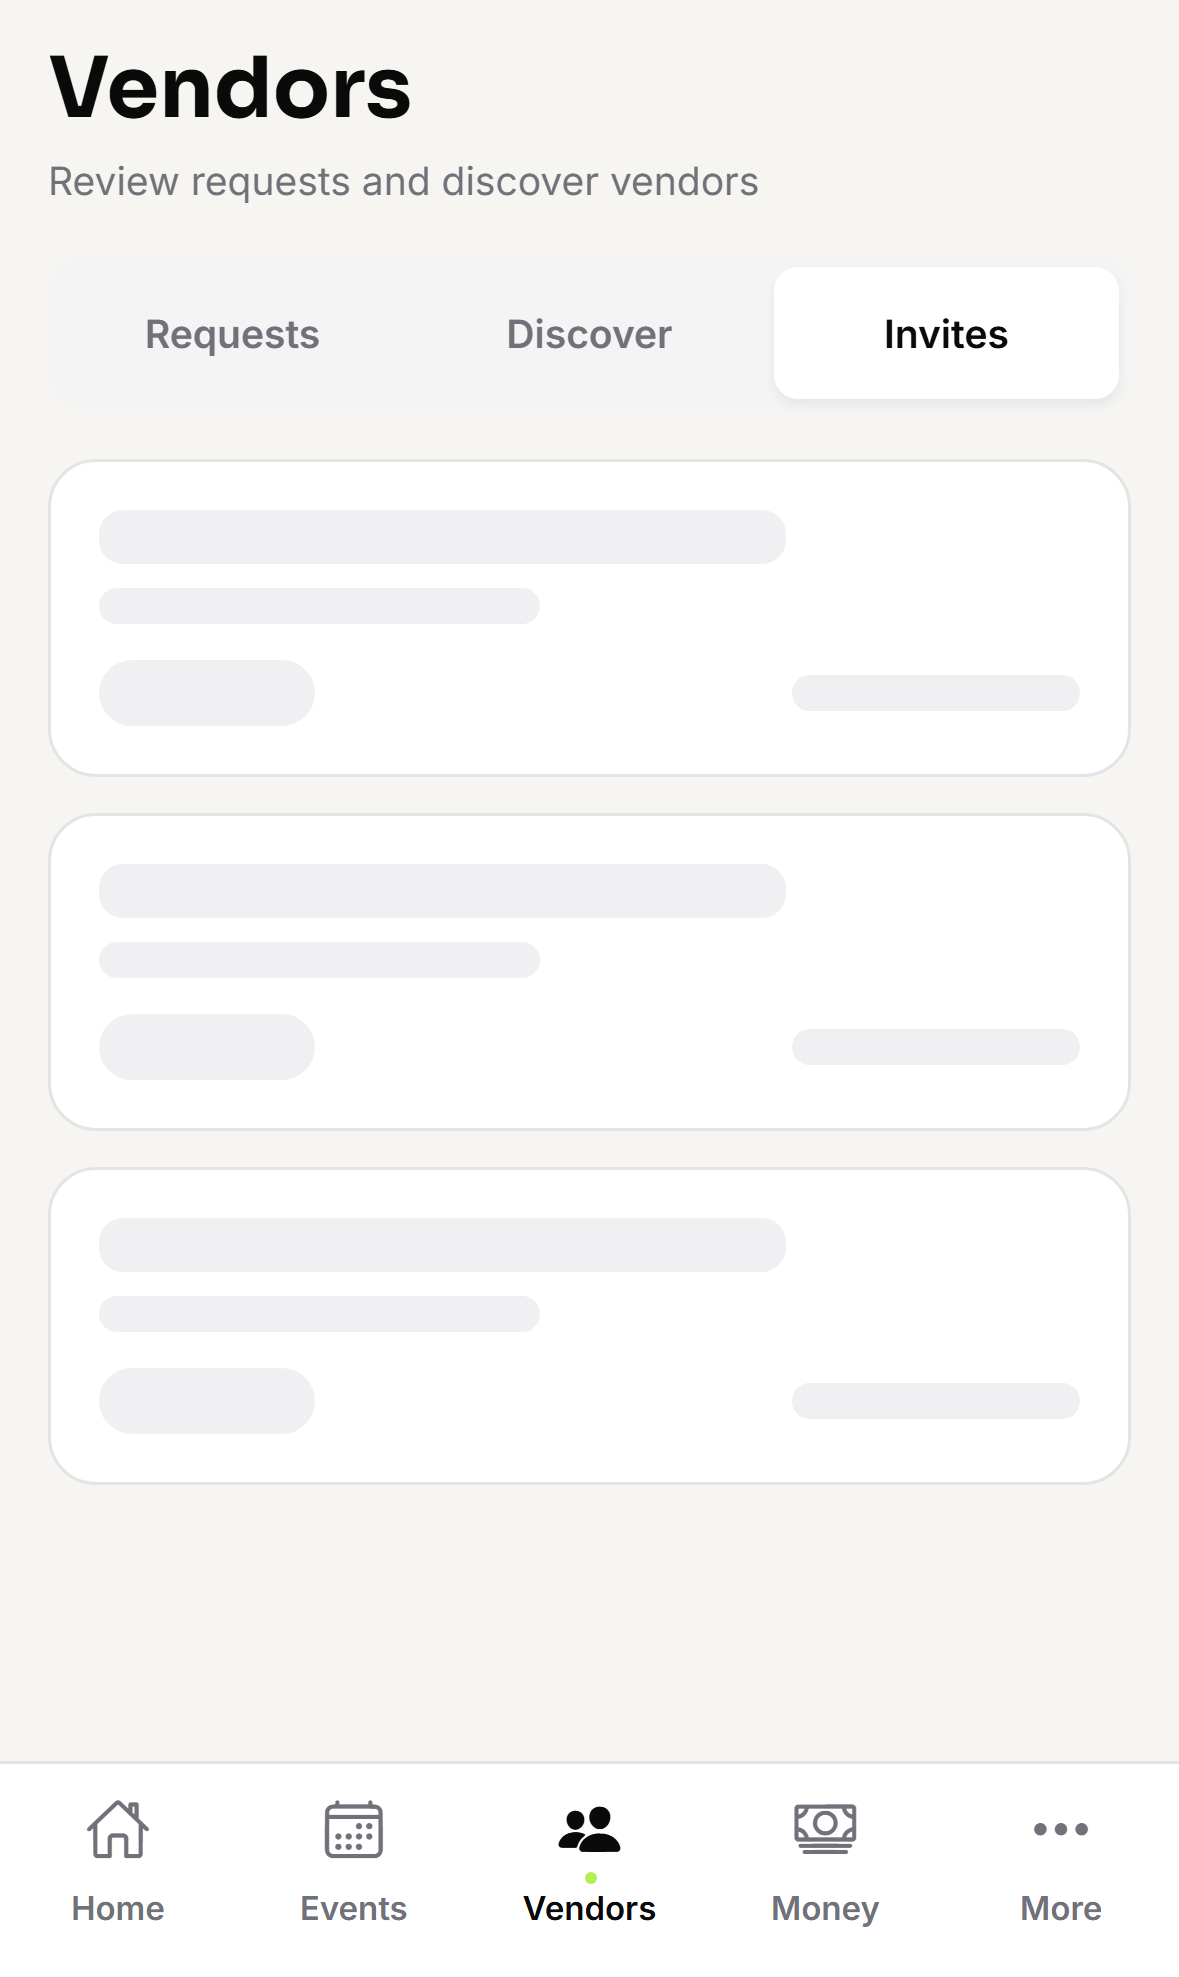 Vendors
Review requests and discover vendors
Requests Discover Invites
Home Events Vendors Money More